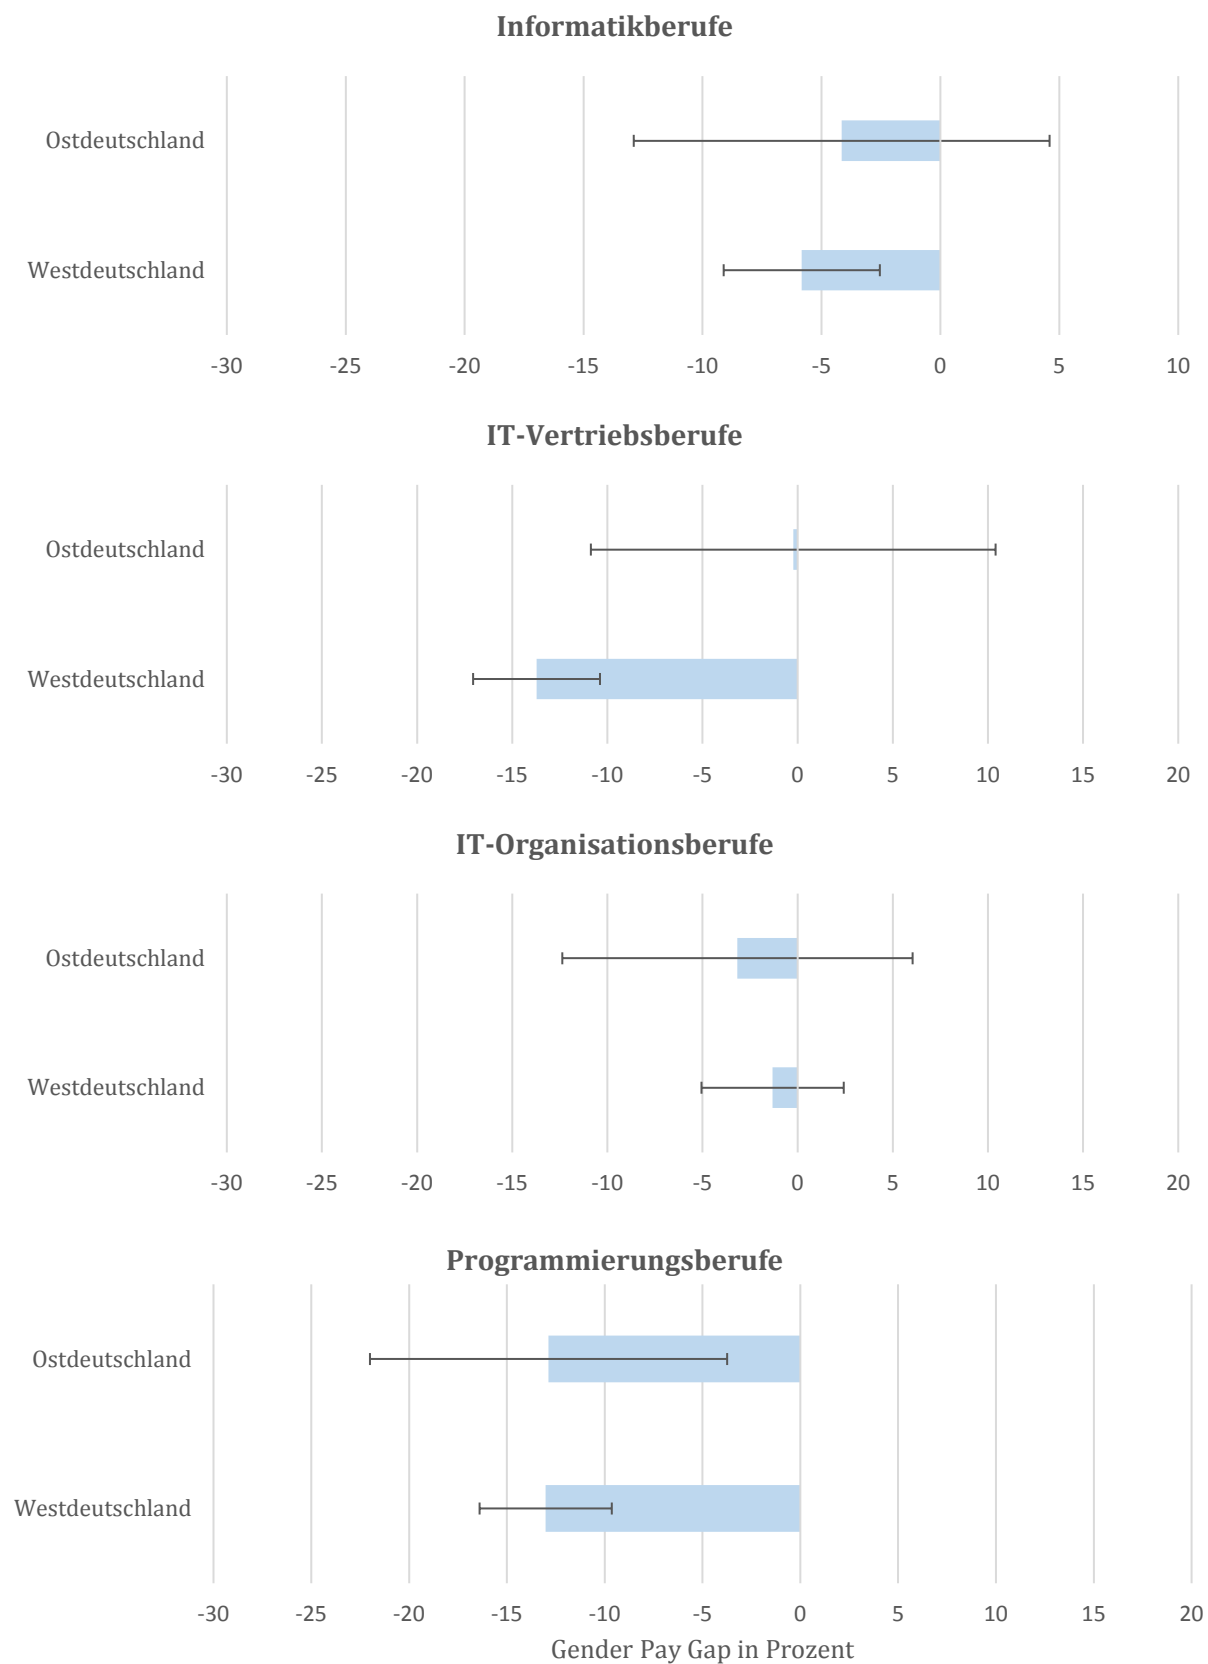 Informatikberufe
Ostdeutschland
Westdeutschland
-30 -25 -20 -15 -10 -5 0 5 10
IT-Vertriebsberufe
Ostdeutschland
Westdeutschland
-30 -25 -20 -15 -10 -5 0 5 10 15 20
IT-Organisationsberufe
Ostdeutschland
Westdeutschland
-30 -25 -20 -15 -10 -5 0 5 10 15 20
Programmierungsberufe
Ostdeutschland
Westdeutschland
-30 -25 -20 -15 -10 -5 0 5 10 15 20
Gender Pay Gap in Prozent